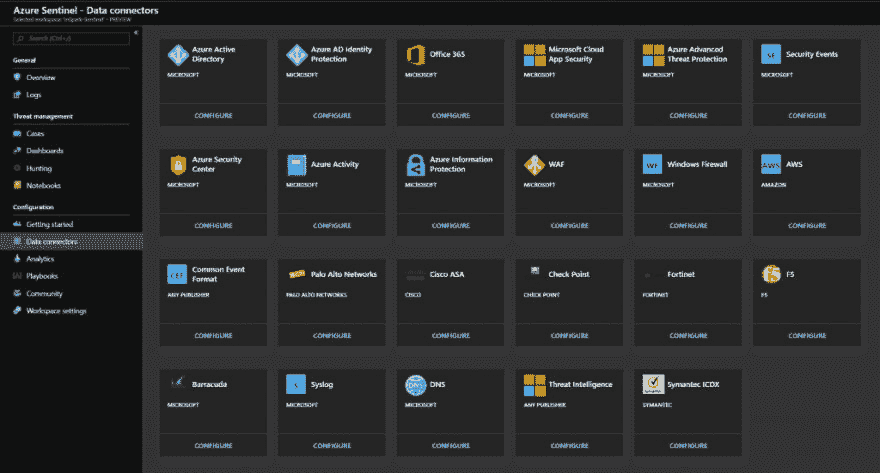 Azure Sentinel - Data connectors
Selected workspace: 'InSpark-Sentinel' - PREVIEW
Search (Ctrl+/)
«
General
Overview
Logs
Threat management
Cases
Dashboards
Hunting
Notebooks
Configuration
Getting started
Data connectors
Analytics
Playbooks
Community
Workspace settings
Azure Active
Directory
MICROSOFT
CONFIGURE
Azure AD Identity
Protection
MICROSOFT
CONFIGURE
Office 365
MICROSOFT
CONFIGURE
Microsoft Cloud
App Security
MICROSOFT
CONFIGURE
Azure Advanced
Threat Protection
MICROSOFT
CONFIGURE
SE
Security Events
MICROSOFT
CONFIGURE
Azure Security
Center
MICROSOFT
CONFIGURE
Azure Activity
MICROSOFT
CONFIGURE
Azure Information
Protection
MICROSOFT
CONFIGURE
WAF
MICROSOFT
CONFIGURE
WF
Windows Firewall
MICROSOFT
CONFIGURE
AWS
AWS
AMAZON
CONFIGURE
CEF
Common Event
Format
ANY PUBLISHER
CONFIGURE
Palo Alto Networks
PALO ALTO NETWORKS
CONFIGURE
Cisco ASA
CISCO
CONFIGURE
Check Point
CHECK POINT
CONFIGURE
Fortinet
FORTINET
CONFIGURE
F5
F5
CONFIGURE
Barracuda
MICROSOFT
CONFIGURE
Syslog
MICROSOFT
CONFIGURE
DNS
DNS
MICROSOFT
CONFIGURE
Threat Intelligence
ANY PUBLISHER
CONFIGURE
Symantec ICDX
SYMANTEC
CONFIGURE